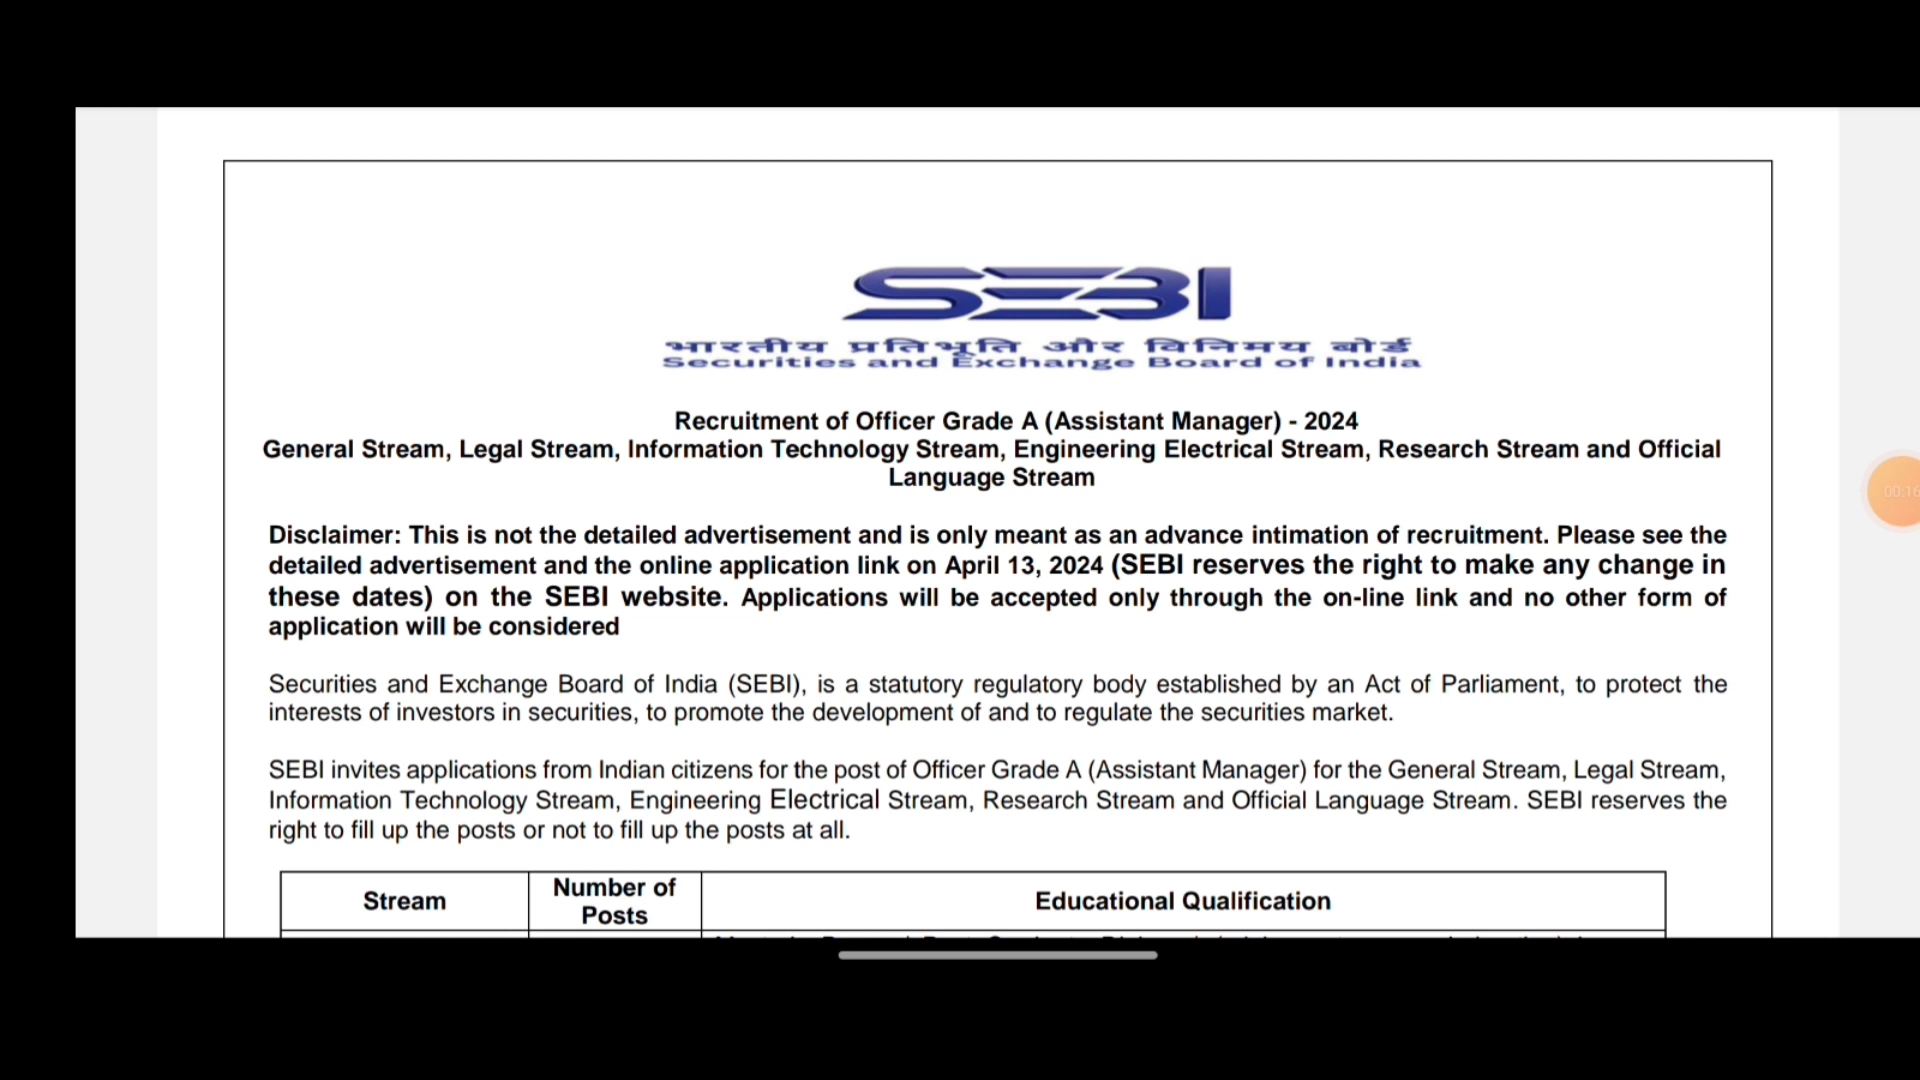 SEBI
भारतीय प्रतिभूति और विनिमय बोर्ड
Securities and Exchange Board of India
Recruitment of Officer Grade A (Assistant Manager) - 2024
General Stream, Legal Stream, Information Technology Stream, Engineering Electrical Stream, Research Stream and Official
Language Stream
Disclaimer: This is not the detailed advertisement and is only meant as an advance intimation of recruitment. Please see the
detailed advertisement and the online application link on April 13, 2024 (SEBI reserves the right to make any change in
these dates) on the SEBI website. Applications will be accepted only through the on-line link and no other form of
application will be considered
00:16
Securities and Exchange Board of India (SEBI), is a statutory regulatory body established by an Act of Parliament, to protect the
interests of investors in securities, to promote the development of and to regulate the securities market.
SEBI invites applications from Indian citizens for the post of Officer Grade A (Assistant Manager) for the General Stream, Legal Stream,
Information Technology Stream, Engineering Electrical Stream, Research Stream and Official Language Stream. SEBI reserves the
right to fill up the posts or not to fill up the posts at all.
Stream
Number of
Posts
Educational Qualification